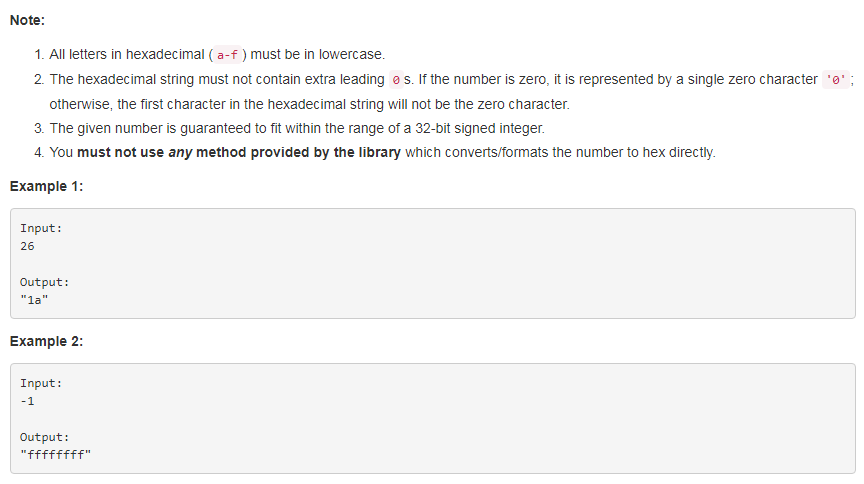 Note:
1. All letters in hexadecimal ( a-f ) must be in lowercase.
2. The hexadecimal string must not contain extra leading 0 s. If the number is zero, it is represented by a single zero character '0' ;
otherwise, the first character in the hexadecimal string will not be the zero character.
3. The given number is guaranteed to fit within the range of a 32-bit signed integer.
4. You must not use any method provided by the library which converts/formats the number to hex directly.
Example 1:
Input:
26
Output:
"1a"
Example 2:
Input:
-1
Output:
"ffffffff"